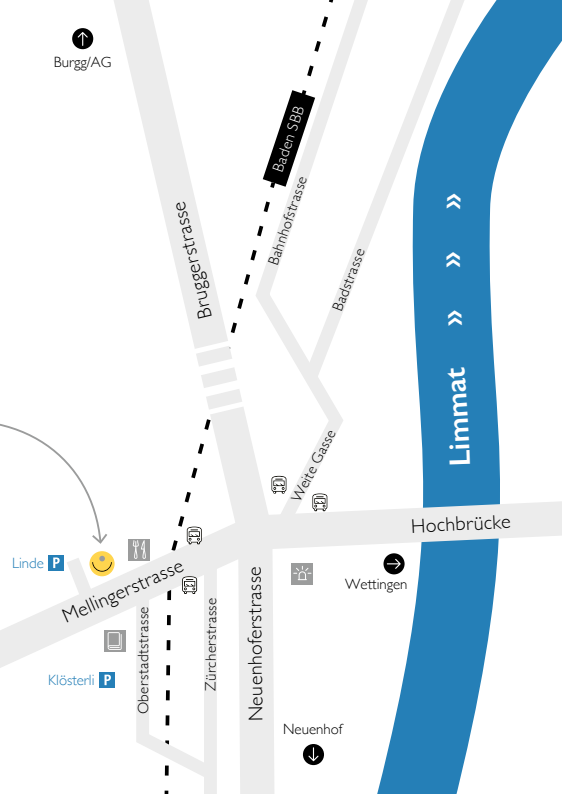 Burgg/AG
Baden SBB
Bahnhofstrasse
Bruggerstrasse
Badstrasse
Limmat
Weite Gasse
Hochbrücke
Linde P
Mellingerstrasse
Wettingen
Oberstadtstrasse
Zürcherstrasse
Neuenhoferstrasse
Klösterli P
Neuenhof